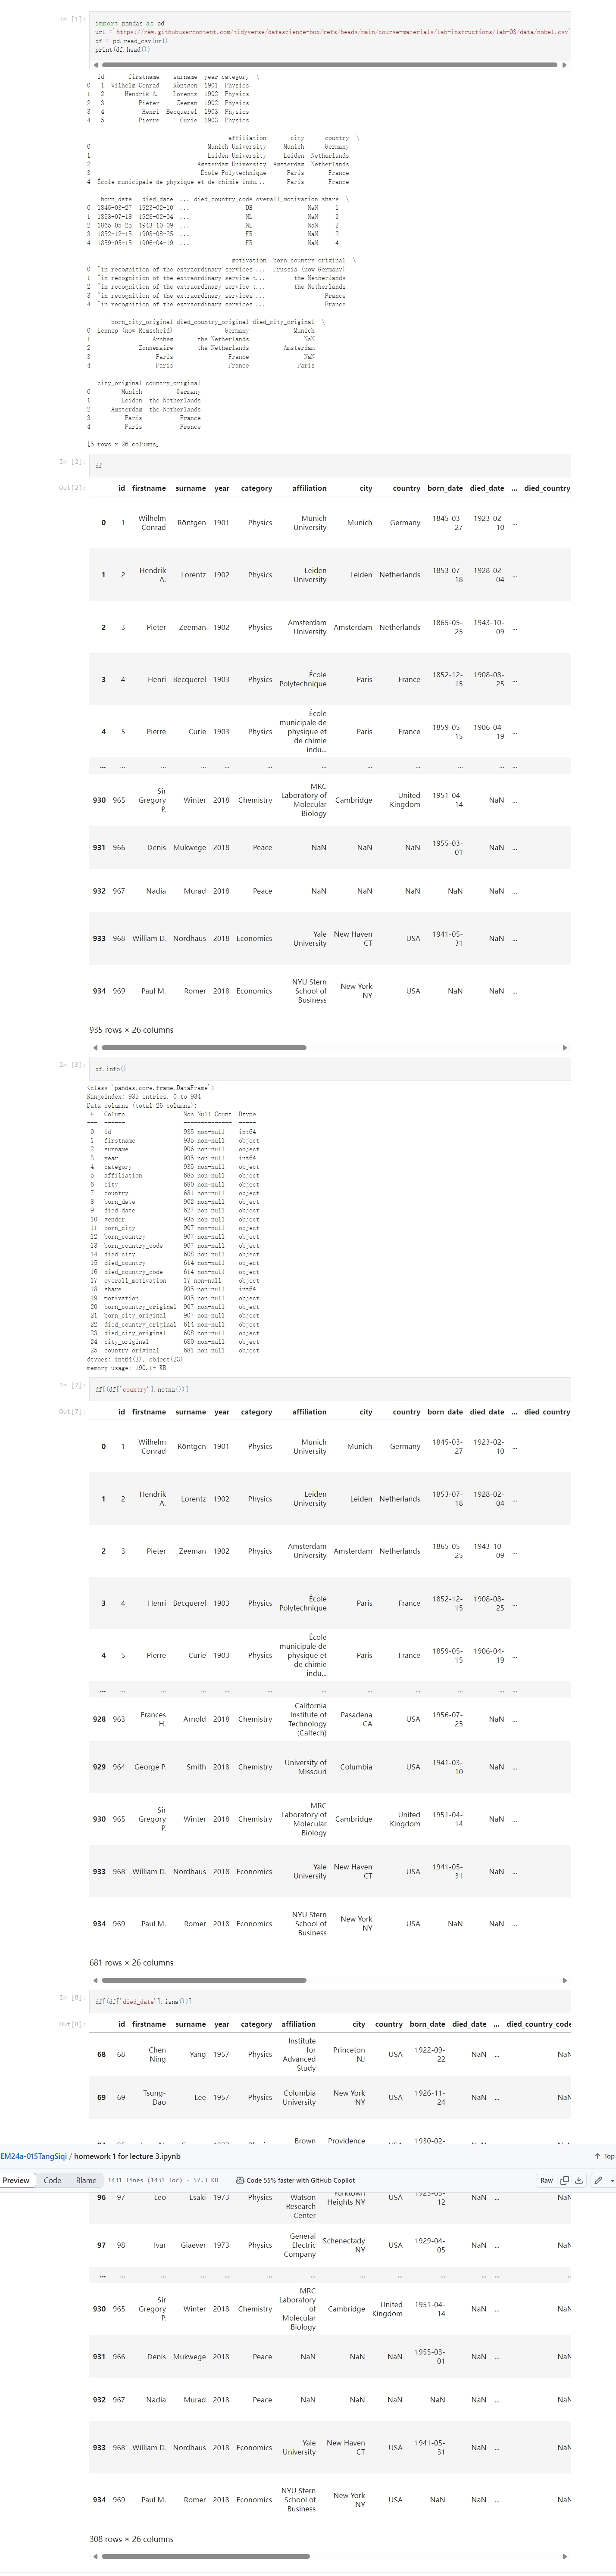 In [1]:
import pandas as pd
url ='https://raw.githubusercontent.com/tidyverse/datascience-box/refs/heads/main/course-materials/lab-instructions/lab-03/data/nobel.csv'
df = pd.read_csv(url)
print(df.head())
id firstname surname year category \
0 1 Wilhelm Conrad Röntgen 1901 Physics
1 2 Hendrik A. Lorentz 1902 Physics
2 3 Pieter Zeeman 1902 Physics
3 4 Henri Becquerel 1903 Physics
4 5 Pierre Curie 1903 Physics
affiliation city country \
0 Munich University Munich Germany
1 Leiden University Leiden Netherlands
2 Amsterdam University Amsterdam Netherlands
3 École Polytechnique Paris France
4 École municipale de physique et de chimie indu... Paris France
born_date died_date ... died_country_code overall_motivation share \
0 1845-03-27 1923-02-10 ... DE NaN 1
1 1853-07-18 1928-02-04 ... NL NaN 2
2 1865-05-25 1943-10-09 ... NL NaN 2
3 1852-12-15 1908-08-25 ... FR NaN 2
4 1859-05-15 1906-04-19 ... FR NaN 4
motivation born_country_original \
0 "in recognition of the extraordinary services ... Prussia (now Germany)
1 "in recognition of the extraordinary service t... the Netherlands
2 "in recognition of the extraordinary service t... the Netherlands
3 "in recognition of the extraordinary services ... France
4 "in recognition of the extraordinary services ... France
born_city_original died_country_original died_city_original \
0 Lennep (now Remscheid) Germany Munich
1 Arnhem the Netherlands NaN
2 Zonnemaire the Netherlands Amsterdam
3 Paris France NaN
4 Paris France Paris
city_original country_original
0 Munich Germany
1 Leiden the Netherlands
2 Amsterdam the Netherlands
3 Paris France
4 Paris France
[5 rows x 26 columns]
In [2]:
df
Out[2]:
id firstname surname year category affiliation city country born_date died_date ... died_country_
0 1 Wilhelm Conrad Röntgen 1901 Physics Munich University Munich Germany 1845-03-27 1923-02-10 ...
1 2 Hendrik A. Lorentz 1902 Physics Leiden University Leiden Netherlands 1853-07-18 1928-02-04 ...
2 3 Pieter Zeeman 1902 Physics Amsterdam University Amsterdam Netherlands 1865-05-25 1943-10-09 ...
3 4 Henri Becquerel 1903 Physics École Polytechnique Paris France 1852-12-15 1908-08-25 ...
4 5 Pierre Curie 1903 Physics École municipale de physique et de chimie indu... Paris France 1859-05-15 1906-04-19 ...
... ... ... ... ... ... ... ... ... ... ... ...
930 965 Sir Gregory P. Winter 2018 Chemistry MRC Laboratory of Molecular Biology Cambridge United Kingdom 1951-04-14 NaN ...
931 966 Denis Mukwege 2018 Peace NaN NaN NaN 1955-03-01 NaN ...
932 967 Nadia Murad 2018 Peace NaN NaN NaN NaN NaN ...
933 968 William D. Nordhaus 2018 Economics Yale University New Haven CT USA 1941-05-31 NaN ...
934 969 Paul M. Romer 2018 Economics NYU Stern School of Business New York NY USA NaN NaN ...
935 rows × 26 columns
In [3]:
df.info()
<class 'pandas.core.frame.DataFrame'>
RangeIndex: 935 entries, 0 to 934
Data columns (total 26 columns):
# Column Non-Null Count Dtype
--- ------ -------------- -----
0 id 935 non-null int64
1 firstname 935 non-null object
2 surname 906 non-null object
3 year 935 non-null int64
4 category 935 non-null object
5 affiliation 685 non-null object
6 city 680 non-null object
7 country 681 non-null object
8 born_date 902 non-null object
9 died_date 627 non-null object
10 gender 935 non-null object
11 born_city 907 non-null object
12 born_country 907 non-null object
13 born_country_code 907 non-null object
14 died_city 608 non-null object
15 died_country 614 non-null object
16 died_country_code 614 non-null object
17 overall_motivation 17 non-null object
18 share 935 non-null int64
19 motivation 935 non-null object
20 born_country_original 907 non-null object
21 born_city_original 907 non-null object
22 died_country_original 614 non-null object
23 died_city_original 608 non-null object
24 city_original 680 non-null object
25 country_original 681 non-null object
dtypes: int64(3), object(23)
memory usage: 190.1+ KB
In [7]:
df[(df['country'].notna())]
Out[7]:
id firstname surname year category affiliation city country born_date died_date ... died_country_
0 1 Wilhelm Conrad Röntgen 1901 Physics Munich University Munich Germany 1845-03-27 1923-02-10 ...
1 2 Hendrik A. Lorentz 1902 Physics Leiden University Leiden Netherlands 1853-07-18 1928-02-04 ...
2 3 Pieter Zeeman 1902 Physics Amsterdam University Amsterdam Netherlands 1865-05-25 1943-10-09 ...
3 4 Henri Becquerel 1903 Physics École Polytechnique Paris France 1852-12-15 1908-08-25 ...
4 5 Pierre Curie 1903 Physics École municipale de physique et de chimie indu... Paris France 1859-05-15 1906-04-19 ...
... ... ... ... ... ... ... ... ... ... ... ...
928 963 Frances H. Arnold 2018 Chemistry California Institute of Technology (Caltech) Pasadena CA USA 1956-07-25 NaN ...
929 964 George P. Smith 2018 Chemistry University of Missouri Columbia USA 1941-03-10 NaN ...
930 965 Sir Gregory P. Winter 2018 Chemistry MRC Laboratory of Molecular Biology Cambridge United Kingdom 1951-04-14 NaN ...
933 968 William D. Nordhaus 2018 Economics Yale University New Haven CT USA 1941-05-31 NaN ...
934 969 Paul M. Romer 2018 Economics NYU Stern School of Business New York NY USA NaN NaN ...
681 rows × 26 columns
In [8]:
df[(df['died_date'].isna())]
Out[8]:
id firstname surname year category affiliation city country born_date died_date ... died_country_code
68 68 Chen Ning Yang 1957 Physics Institute for Advanced Study Princeton NJ USA 1922-09-22 NaN ... NaN
69 69 Tsung-Dao Lee 1957 Physics Columbia University New York NY USA 1926-11-24 NaN ... NaN
Brown Providence 1930-02-
EM24a-015TangSiqi / homework 1 for lecture 3.ipynb
Top
Preview Code Blame 1431 lines (1431 loc) · 57.3 KB Code 55% faster with GitHub Copilot Raw
96 97 Leo Esaki 1973 Physics Watson Research Center Yorktown Heights NY USA 1925-03-12 NaN ... NaN
97 98 Ivar Giaever 1973 Physics General Electric Company Schenectady NY USA 1929-04-05 NaN ... NaN
... ... ... ... ... ... ... ... ... ... ... ... ..
930 965 Sir Gregory P. Winter 2018 Chemistry MRC Laboratory of Molecular Biology Cambridge United Kingdom 1951-04-14 NaN ... NaN
931 966 Denis Mukwege 2018 Peace NaN NaN NaN 1955-03-01 NaN ... NaN
932 967 Nadia Murad 2018 Peace NaN NaN NaN NaN NaN ... NaN
933 968 William D. Nordhaus 2018 Economics Yale University New Haven CT USA 1941-05-31 NaN ... NaN
934 969 Paul M. Romer 2018 Economics NYU Stern School of Business New York NY USA NaN NaN ... NaN
308 rows × 26 columns